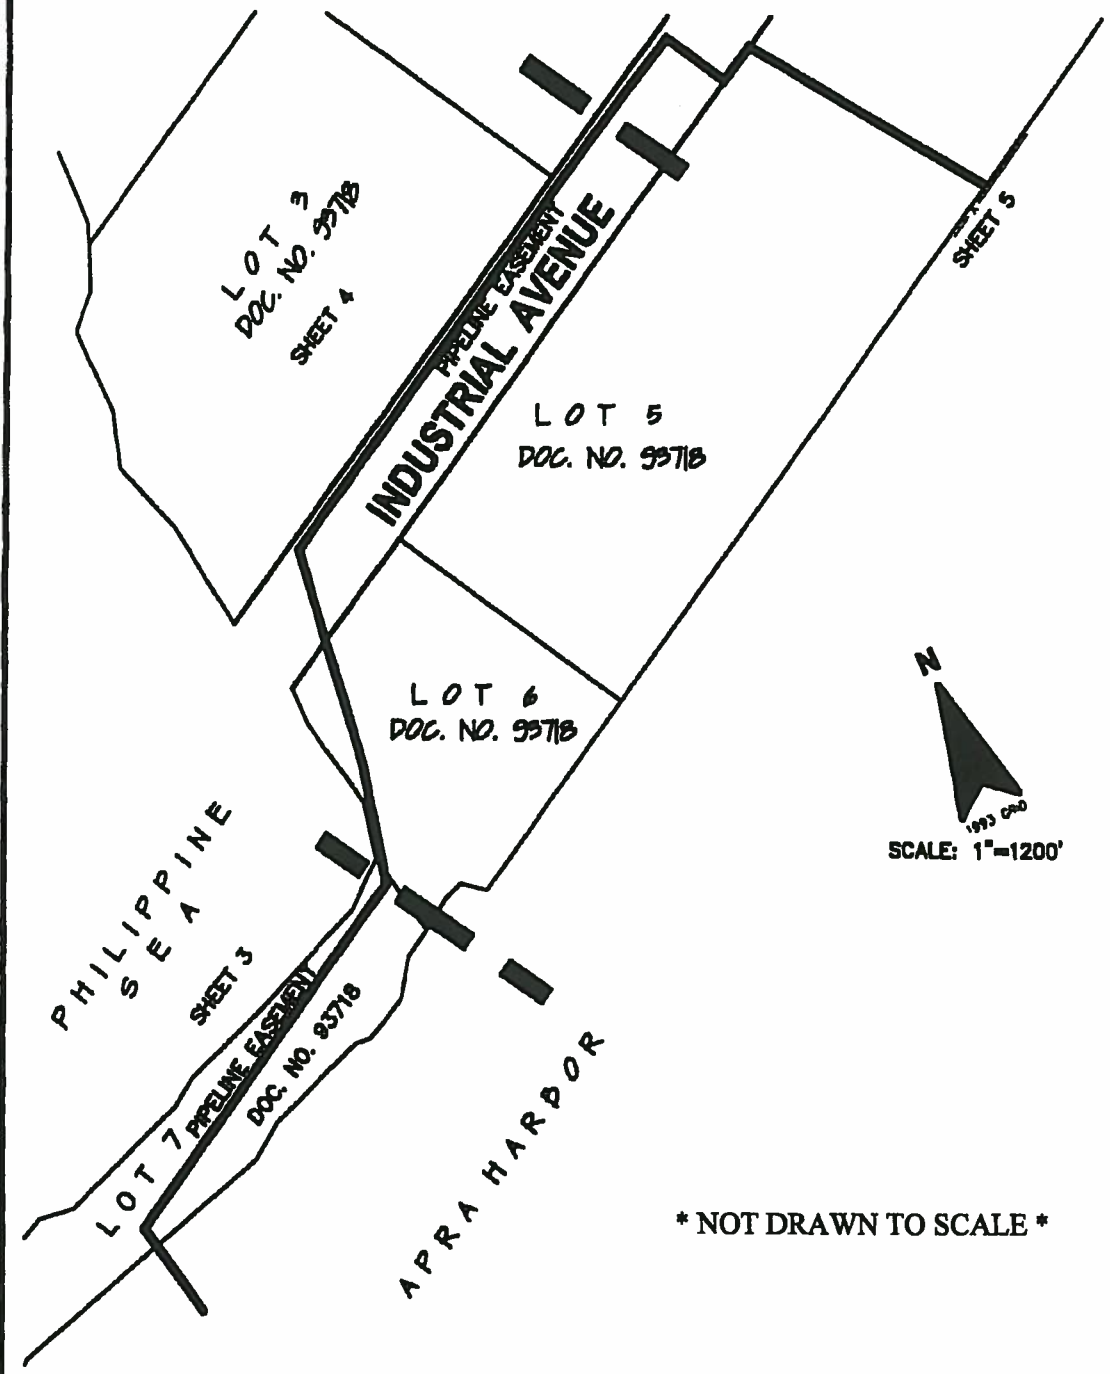 LOT 3
DOC. NO. 93718
SHEET 4
PIPELINE EASEMENT
INDUSTRIAL AVENUE
SHEET 5
LOT 5
DOC. NO. 93718
LOT 6
DOC. NO. 93718
N
1993 GRID
SCALE: 1"=1200'
PHILIPPINE
SEA
SHEET 3
LOT 7
PIPELINE EASEMENT
DOC. NO. 93718
APRA HARBOR
* NOT DRAWN TO SCALE *